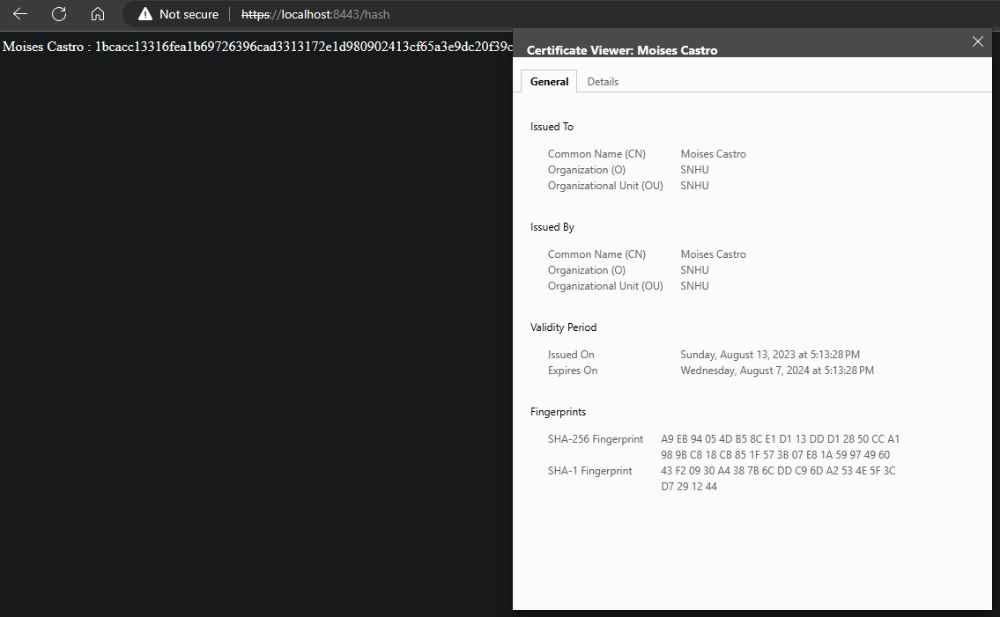 Not secure https://localhost:8443/hash
Moises Castro : 1bcacc13316fea1b69726396cad3313172e1d980902413cf65a3e9dc20f39c
Certificate Viewer: Moises Castro
General Details
Issued To
Common Name (CN) Moises Castro
Organization (O) SNHU
Organizational Unit (OU) SNHU
Issued By
Common Name (CN) Moises Castro
Organization (O) SNHU
Organizational Unit (OU) SNHU
Validity Period
Issued On Sunday, August 13, 2023 at 5:13:28 PM
Expires On Wednesday, August 7, 2024 at 5:13:28 PM
Fingerprints
SHA-256 Fingerprint A9 EB 94 05 4D B5 8C E1 D1 13 DD D1 28 50 CC A1
98 9B C8 18 CB 85 1F 57 3B 07 E8 1A 59 97 49 60
SHA-1 Fingerprint 43 F2 09 30 A4 38 7B 6C DD C9 6D A2 53 4E 5F 3C
D7 29 12 44